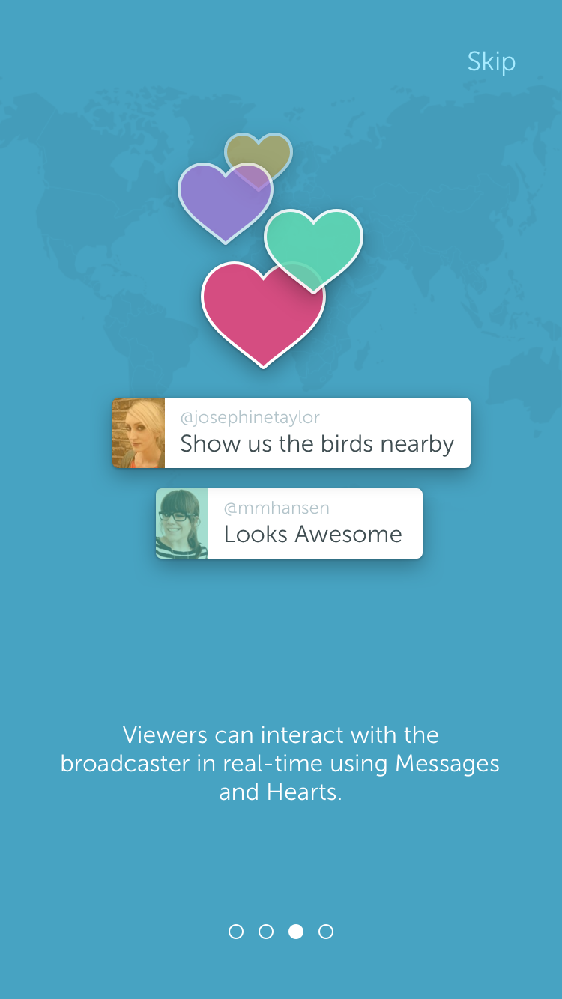 Skip
@josephinetaylor
Show us the birds nearby
@mmhansen
Looks Awesome
Viewers can interact with the
broadcaster in real-time using Messages
and Hearts.